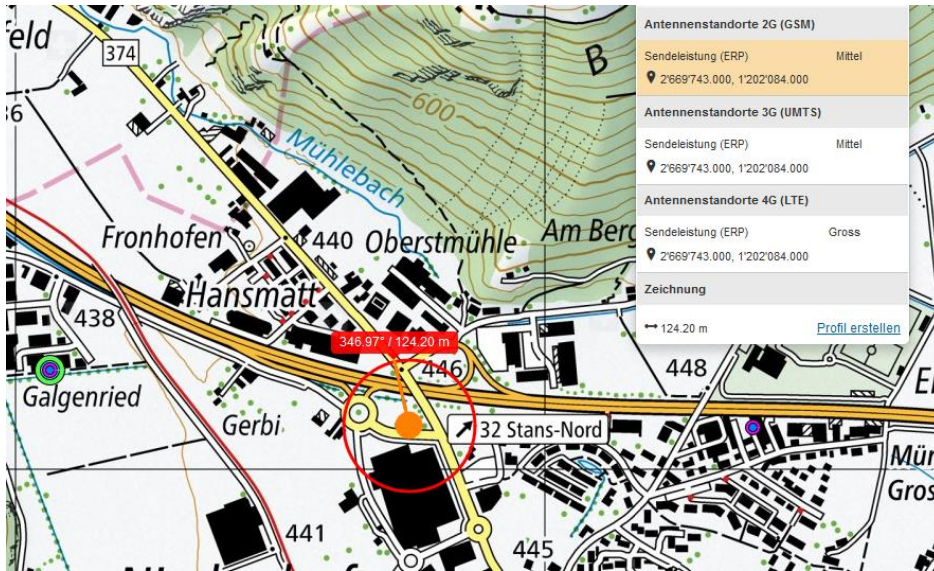 eld
374
36
600
Mühlebach
B
Fronhofen
440
Oberstmühle
Am Berg
Hansmatt
438
346.97° / 124.20 m
446
448
Galgenried
Gerbi
32 Stans-Nord
Mür
Gros
441
445
Antennenstandorte 2G (GSM)
Sendeleistung (ERP) Mittel
2'669'743.000, 1'202'084.000
Antennenstandorte 3G (UMTS)
Sendeleistung (ERP) Mittel
2'669'743.000, 1'202'084.000
Antennenstandorte 4G (LTE)
Sendeleistung (ERP) Gross
2'669'743.000, 1'202'084.000
Zeichnung
124.20 m Profil erstellen